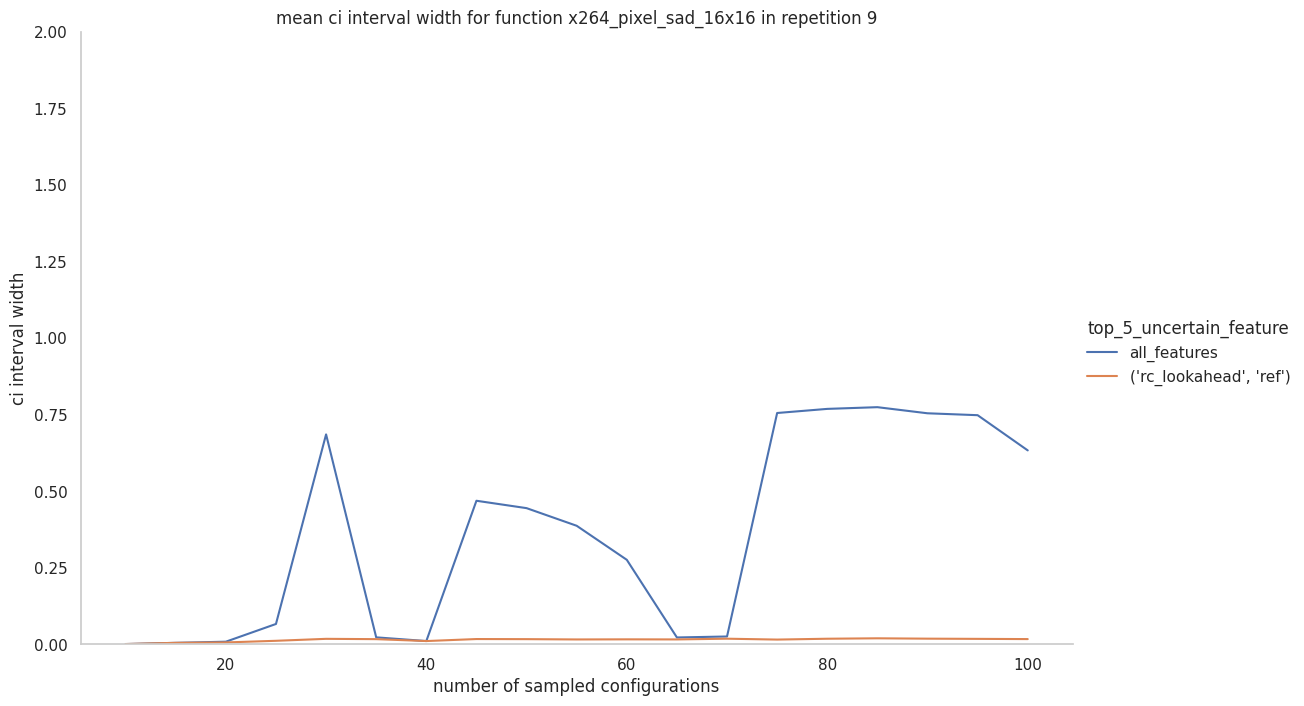 mean ci interval width for function x264_pixel_sad_16x16 in repetition 9
2.00
1.75
1.50
1.25
1.00
0.75
0.50
0.25
0.00
ci interval width
20
40
60
80
100
number of sampled configurations
top_5_uncertain_feature
all_features
('rc_lookahead', 'ref')